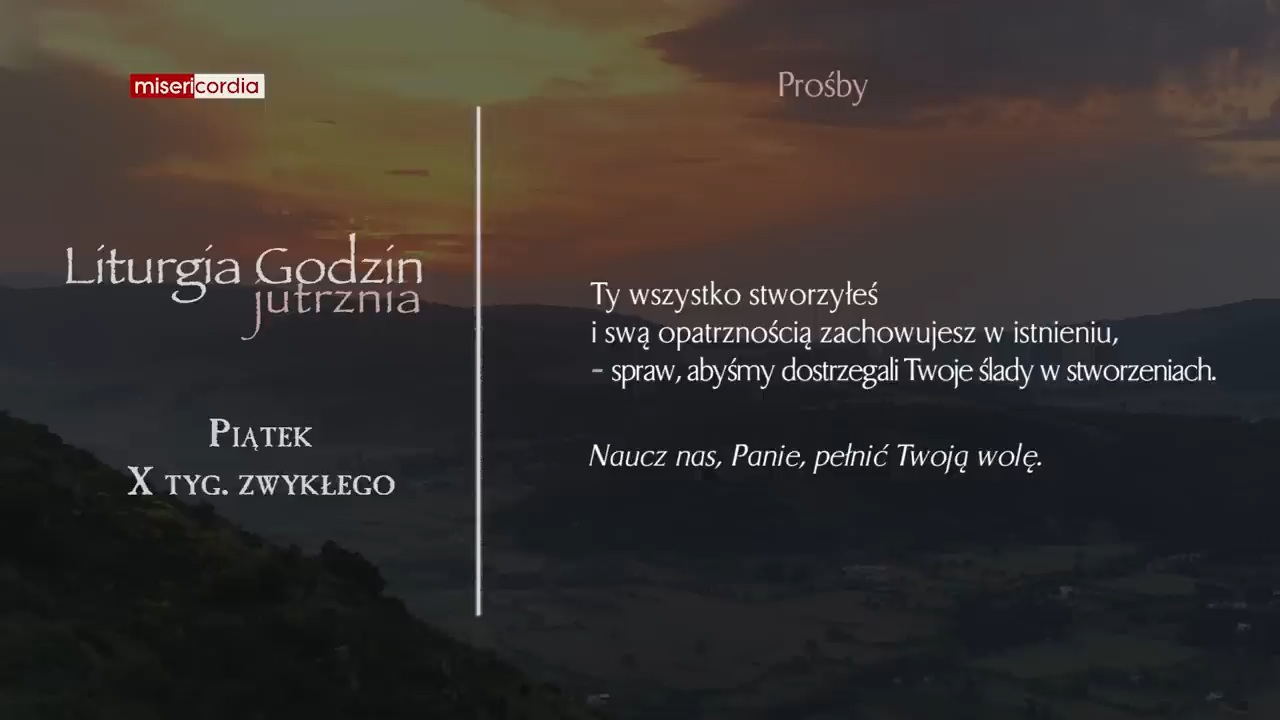 misericordia
Liturgia Godzin
jutrznia
Piątek
X tyg. zwykłego
Prośby
Ty wszystko stworzyłeś
i swą opatrznością zachowujesz w istnieniu,
- spraw, abyśmy dostrzegali Twoje ślady w stworzeniach.
Naucz nas, Panie, pełnić Twoją wolę.